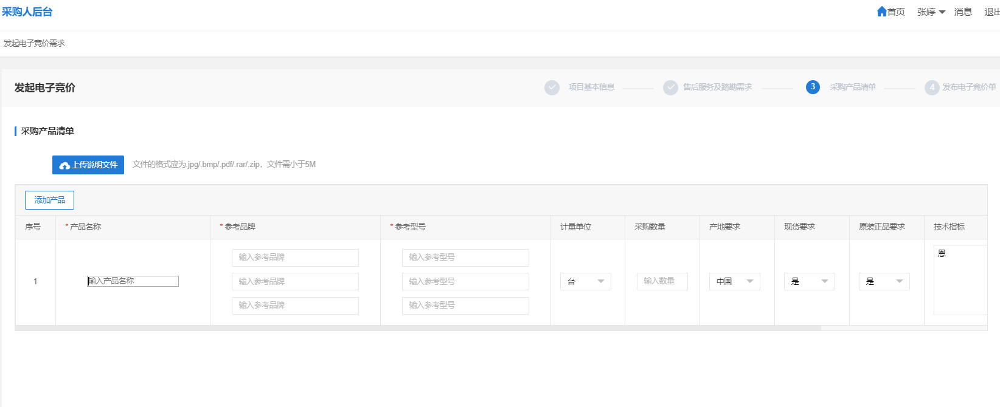 采购人后台
首页 张婷 消息 退出
发起电子竞价需求
发起电子竞价
项目基本信息 售后服务及踏勘需求 3 采购产品清单 4 发布电子竞价单
采购产品清单
上传说明文件 文件的格式应为.jpg/.bmp/.pdf/.rar/.zip，文件需小于5M
添加产品
序号 *产品名称 *参考品牌 *参考型号 计量单位 采购数量 产地要求 现货要求 原装正品要求 技术指标
恩
输入参考品牌 输入参考型号
1 输入产品名称 输入参考品牌 输入参考型号 台 输入数量 中国 是 是
输入参考品牌 输入参考型号